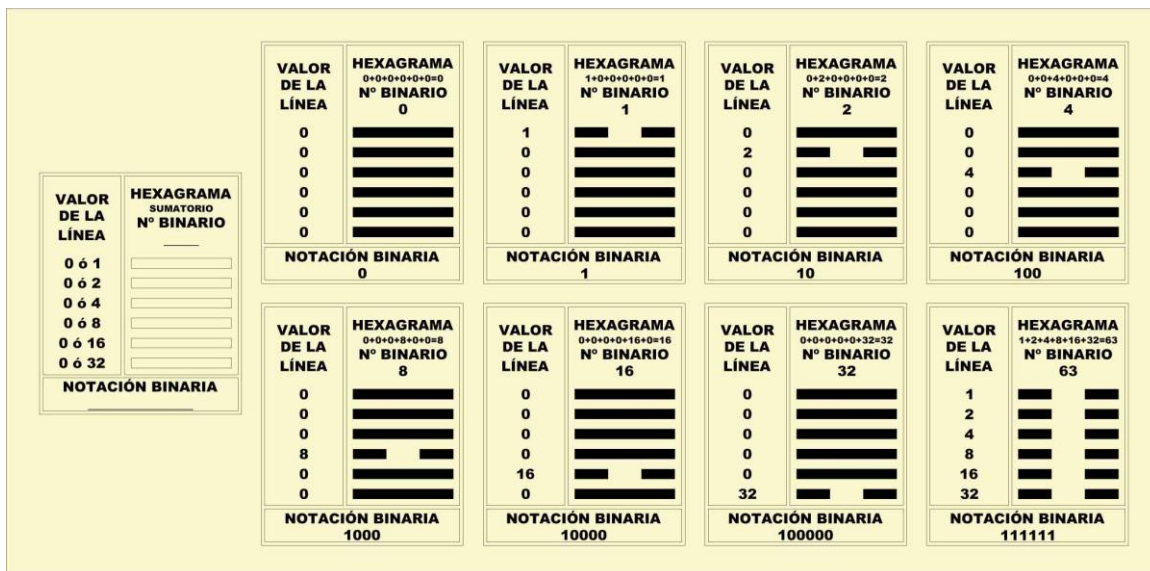 VALOR
DE LA
LÍNEA
HEXAGRAMA
SUMATORIO
Nº BINARIO
0 ó 1
0 ó 2
0 ó 4
0 ó 8
0 ó 16
0 ó 32
NOTACIÓN BINARIA
VALOR
DE LA
LÍNEA
HEXAGRAMA
0+0+0+0+0+0=0
Nº BINARIO
0
0
0
0
0
0
0
NOTACIÓN BINARIA
0
VALOR
DE LA
LÍNEA
HEXAGRAMA
1+0+0+0+0+0=1
Nº BINARIO
1
1
0
0
0
0
0
NOTACIÓN BINARIA
1
VALOR
DE LA
LÍNEA
HEXAGRAMA
0+2+0+0+0+0=2
Nº BINARIO
2
0
2
0
0
0
0
NOTACIÓN BINARIA
10
VALOR
DE LA
LÍNEA
HEXAGRAMA
0+0+4+0+0+0=4
Nº BINARIO
4
0
0
4
0
0
0
NOTACIÓN BINARIA
100
VALOR
DE LA
LÍNEA
HEXAGRAMA
0+0+0+8+0+0=8
Nº BINARIO
8
0
0
0
8
0
0
NOTACIÓN BINARIA
1000
VALOR
DE LA
LÍNEA
HEXAGRAMA
0+0+0+0+16+0=16
Nº BINARIO
16
0
0
0
0
16
0
NOTACIÓN BINARIA
10000
VALOR
DE LA
LÍNEA
HEXAGRAMA
0+0+0+0+0+32=32
Nº BINARIO
32
0
0
0
0
0
32
NOTACIÓN BINARIA
100000
VALOR
DE LA
LÍNEA
HEXAGRAMA
1+2+4+8+16+32=63
Nº BINARIO
63
1
2
4
8
16
32
NOTACIÓN BINARIA
111111